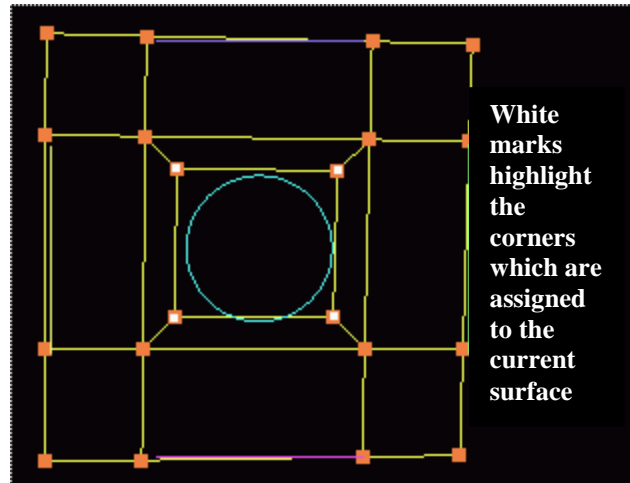 White
marks
highlight
the
corners
which are
assigned
to the
current
surface